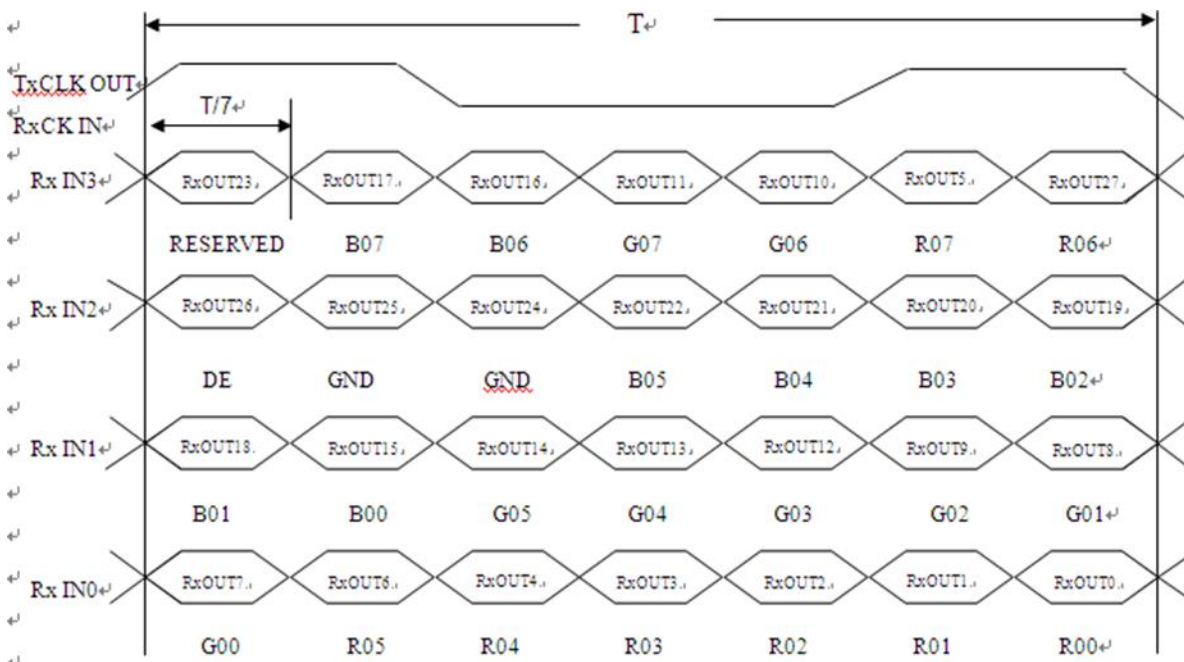 T
TxCLK OUT
T/7
RxCK IN
Rx IN3 RxOUT23 RxOUT17 RxOUT16 RxOUT11 RxOUT10 RxOUT5 RxOUT27
RESERVED B07 B06 G07 G06 R07 R06
Rx IN2 RxOUT26 RxOUT25 RxOUT24 RxOUT22 RxOUT21 RxOUT20 RxOUT19
DE GND GND B05 B04 B03 B02
Rx IN1 RxOUT18 RxOUT15 RxOUT14 RxOUT13 RxOUT12 RxOUT9 RxOUT8
B01 B00 G05 G04 G03 G02 G01
Rx IN0 RxOUT7 RxOUT6 RxOUT4 RxOUT3 RxOUT2 RxOUT1 RxOUT0
G00 R05 R04 R03 R02 R01 R00